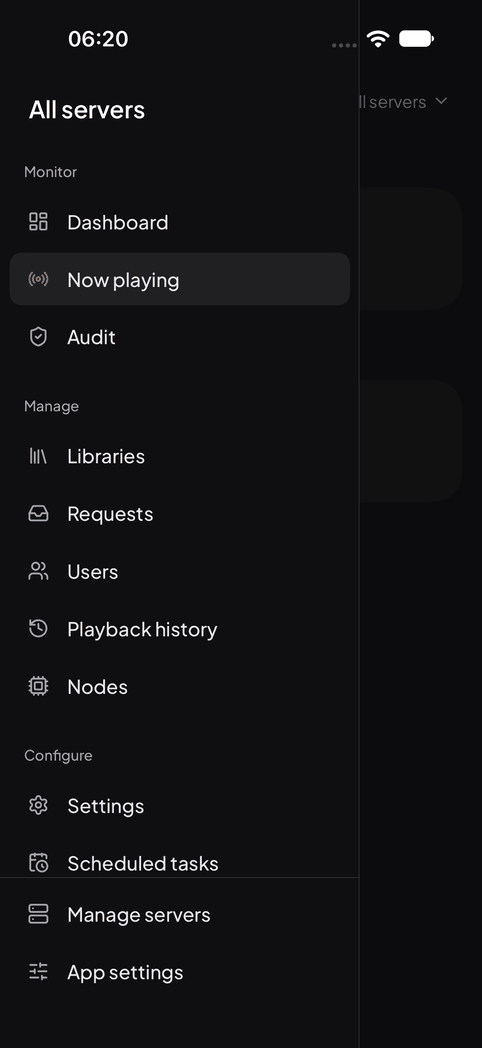 06:20
All servers
ll servers
Monitor
Dashboard
Now playing
Audit
Manage
Libraries
Requests
Users
Playback history
Nodes
Configure
Settings
Scheduled tasks
Manage servers
App settings